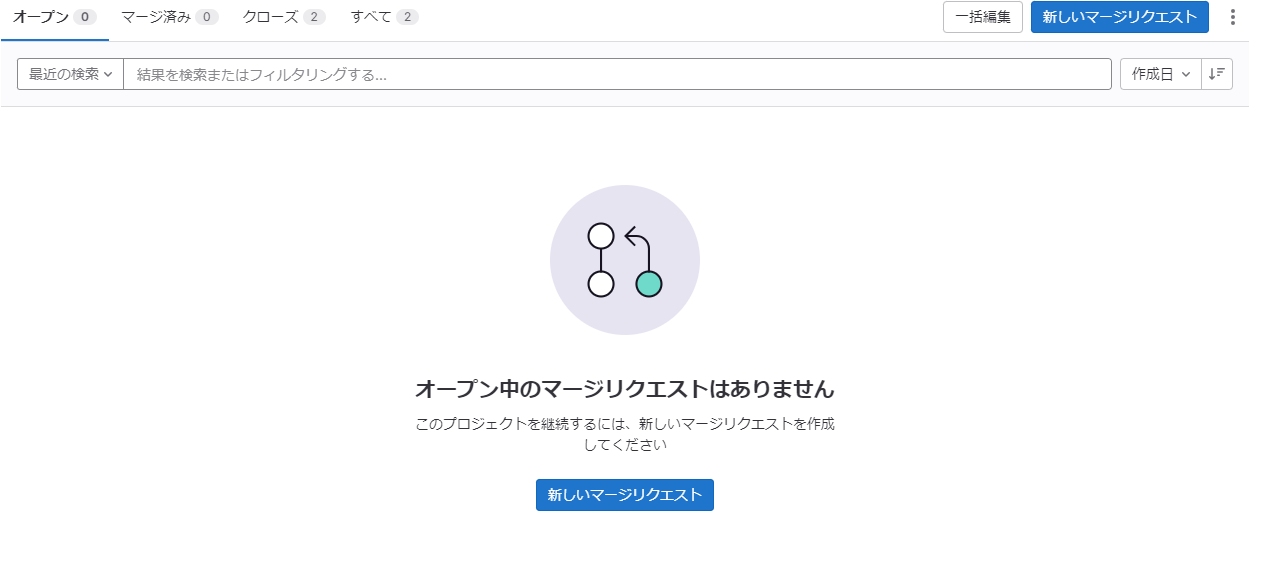 オープン 0 マージ済み 0 クローズ 2 すべて 2 一括編集 新しいマージリクエスト
最近の検索 結果を検索またはフィルタリングする... 作成日
オープン中のマージリクエストはありません
このプロジェクトを継続するには、新しいマージリクエストを作成
してください
新しいマージリクエスト